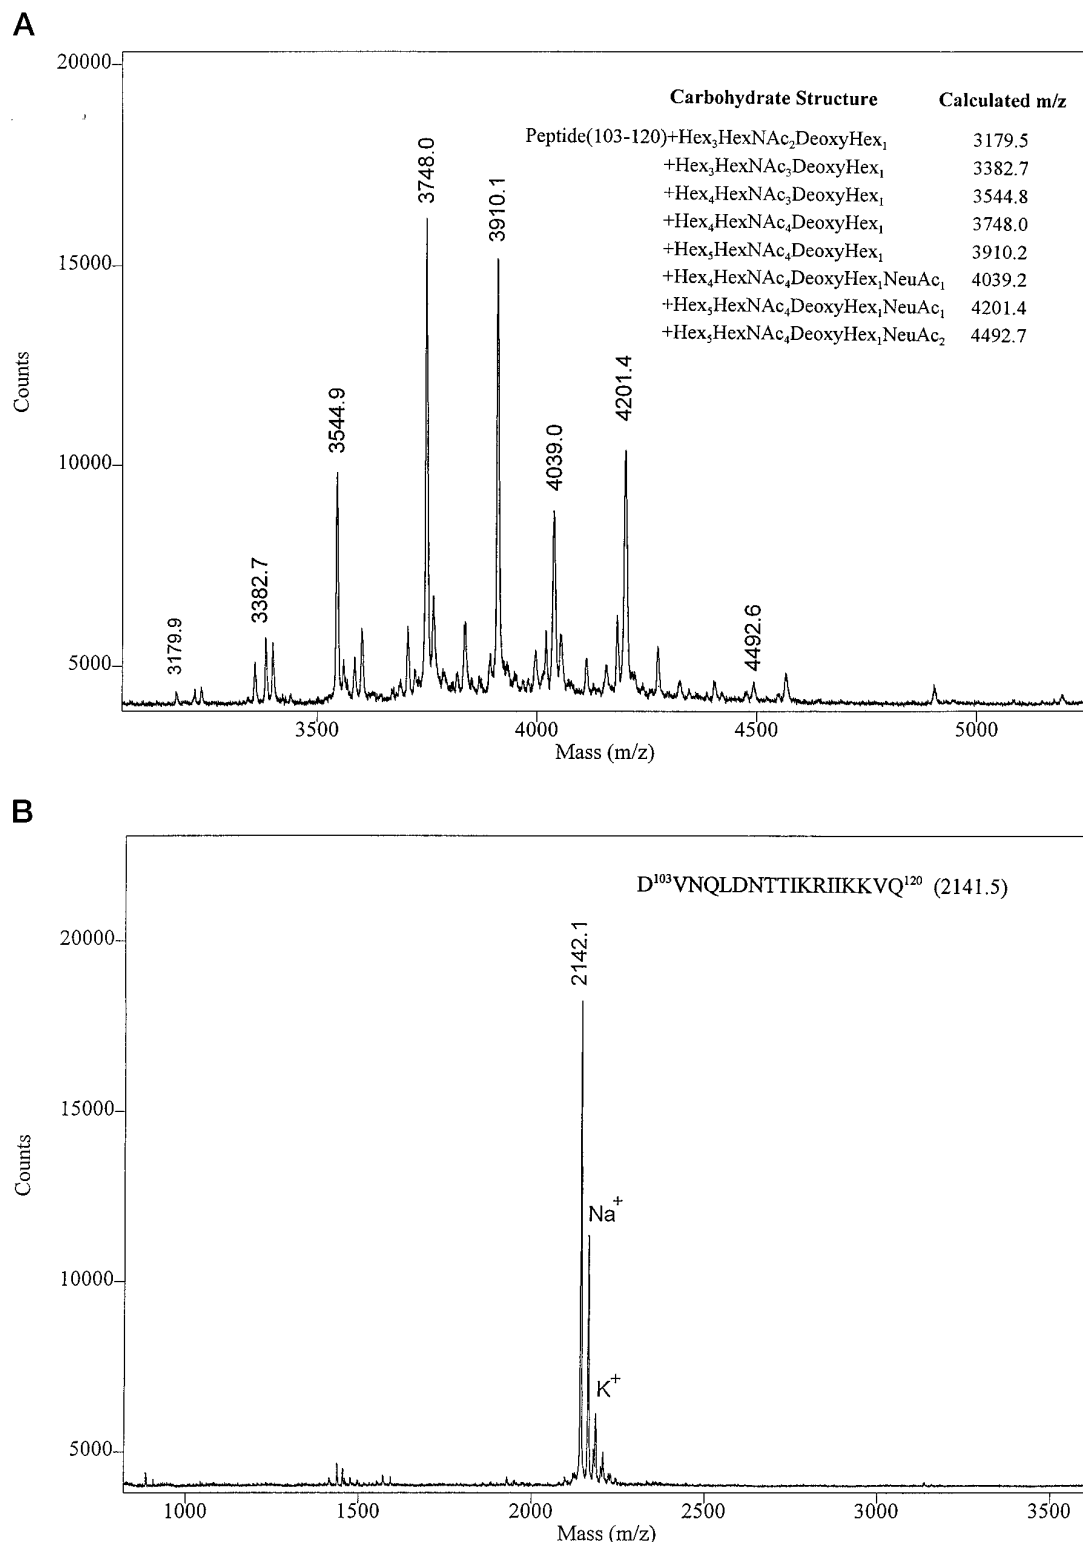 A
20000
15000
10000
5000
Counts
3179.9
3382.7
3544.9
3748.0
3910.1
4039.0
4201.4
4492.6
Carbohydrate Structure Calculated m/z
Peptide(103-120)+Hex₃HexNAc₂DeoxyHex₁ 3179.5
+Hex₃HexNAc₃DeoxyHex₁ 3382.7
+Hex₄HexNAc₃DeoxyHex₁ 3544.8
+Hex₄HexNAc₄DeoxyHex₁ 3748.0
+Hex₅HexNAc₄DeoxyHex₁ 3910.2
+Hex₄HexNAc₄DeoxyHex₁NeuAc₁ 4039.2
+Hex₅HexNAc₄DeoxyHex₁NeuAc₁ 4201.4
+Hex₅HexNAc₄DeoxyHex₁NeuAc₂ 4492.7
3500 4000 4500 5000
Mass (m/z)
B
20000
15000
10000
5000
Counts
D¹⁰³VNQLDNTTIKRIIKKVQ¹²⁰ (2141.5)
2142.1
Na⁺
K⁺
1000 1500 2000 2500 3000 3500
Mass (m/z)